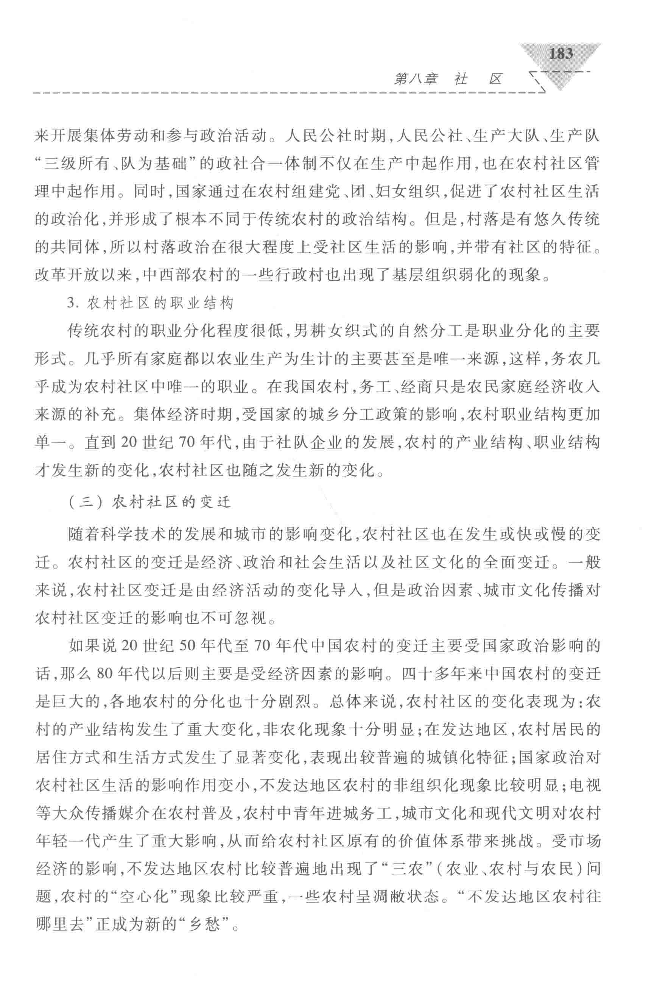 183
第八章 社 区
来开展集体劳动和参与政治活动。人民公社时期,人民公社、生产大队、生产队
“三级所有、队为基础”的政社合一体制不仅在生产中起作用,也在农村社区管
理中起作用。同时,国家通过在农村组建党、团、妇女组织,促进了农村社区生活
的政治化,并形成了根本不同于传统农村的政治结构。但是,村落是有悠久传统
的共同体,所以村落政治在很大程度上受社区生活的影响,并带有社区的特征。
改革开放以来,中西部农村的一些行政村也出现了基层组织弱化的现象。
3. 农村社区的职业结构
传统农村的职业分化程度很低,男耕女织式的自然分工是职业分化的主要
形式。几乎所有家庭都以农业生产为生计的主要甚至是唯一来源,这样,务农几
乎成为农村社区中唯一的职业。在我国农村,务工、经商只是农民家庭经济收入
来源的补充。集体经济时期,受国家的城乡分工政策的影响,农村职业结构更加
单一。直到 20 世纪 70 年代,由于社队企业的发展,农村的产业结构、职业结构
才发生新的变化,农村社区也随之发生新的变化。
(三) 农村社区的变迁
随着科学技术的发展和城市的影响变化,农村社区也在发生或快或慢的变
迁。农村社区的变迁是经济、政治和社会生活以及社区文化的全面变迁。一般
来说,农村社区变迁是由经济活动的变化导入,但是政治因素、城市文化传播对
农村社区变迁的影响也不可忽视。
如果说 20 世纪 50 年代至 70 年代中国农村的变迁主要受国家政治影响的
话,那么 80 年代以后则主要是受经济因素的影响。四十多年来中国农村的变迁
是巨大的,各地农村的分化也十分剧烈。总体来说,农村社区的变化表现为:农
村的产业结构发生了重大变化,非农化现象十分明显;在发达地区,农村居民的
居住方式和生活方式发生了显著变化,表现出较普遍的城镇化特征;国家政治对
农村社区生活的影响作用变小,不发达地区农村的非组织化现象比较明显;电视
等大众传播媒介在农村普及,农村中青年进城务工,城市文化和现代文明对农村
年轻一代产生了重大影响,从而给农村社区原有的价值体系带来挑战。受市场
经济的影响,不发达地区农村比较普遍地出现了“三农”(农业、农村与农民)问
题,农村的“空心化”现象比较严重,一些农村呈凋敝状态。“不发达地区农村往
哪里去”正成为新的“乡愁”。